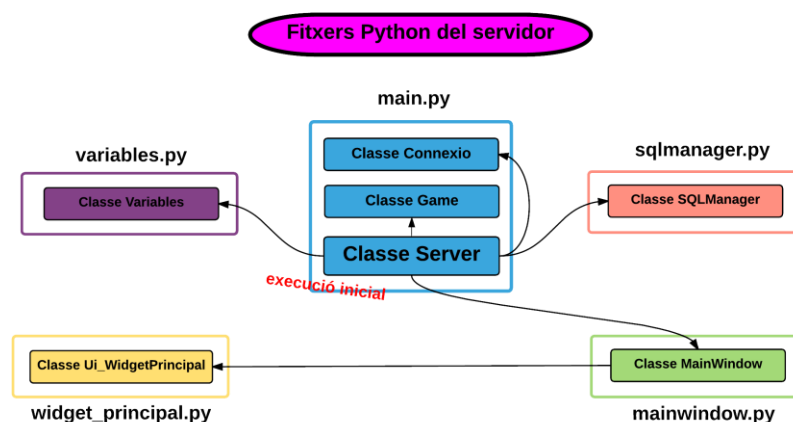 Fitxers Python del servidor
main.py
Classe Connexio
Classe Game
Classe Server
execució inicial
variables.py
Classe Variables
sqlmanager.py
Classe SQLManager
Classe Ui_WidgetPrincipal
widget_principal.py
Classe MainWindow
mainwindow.py